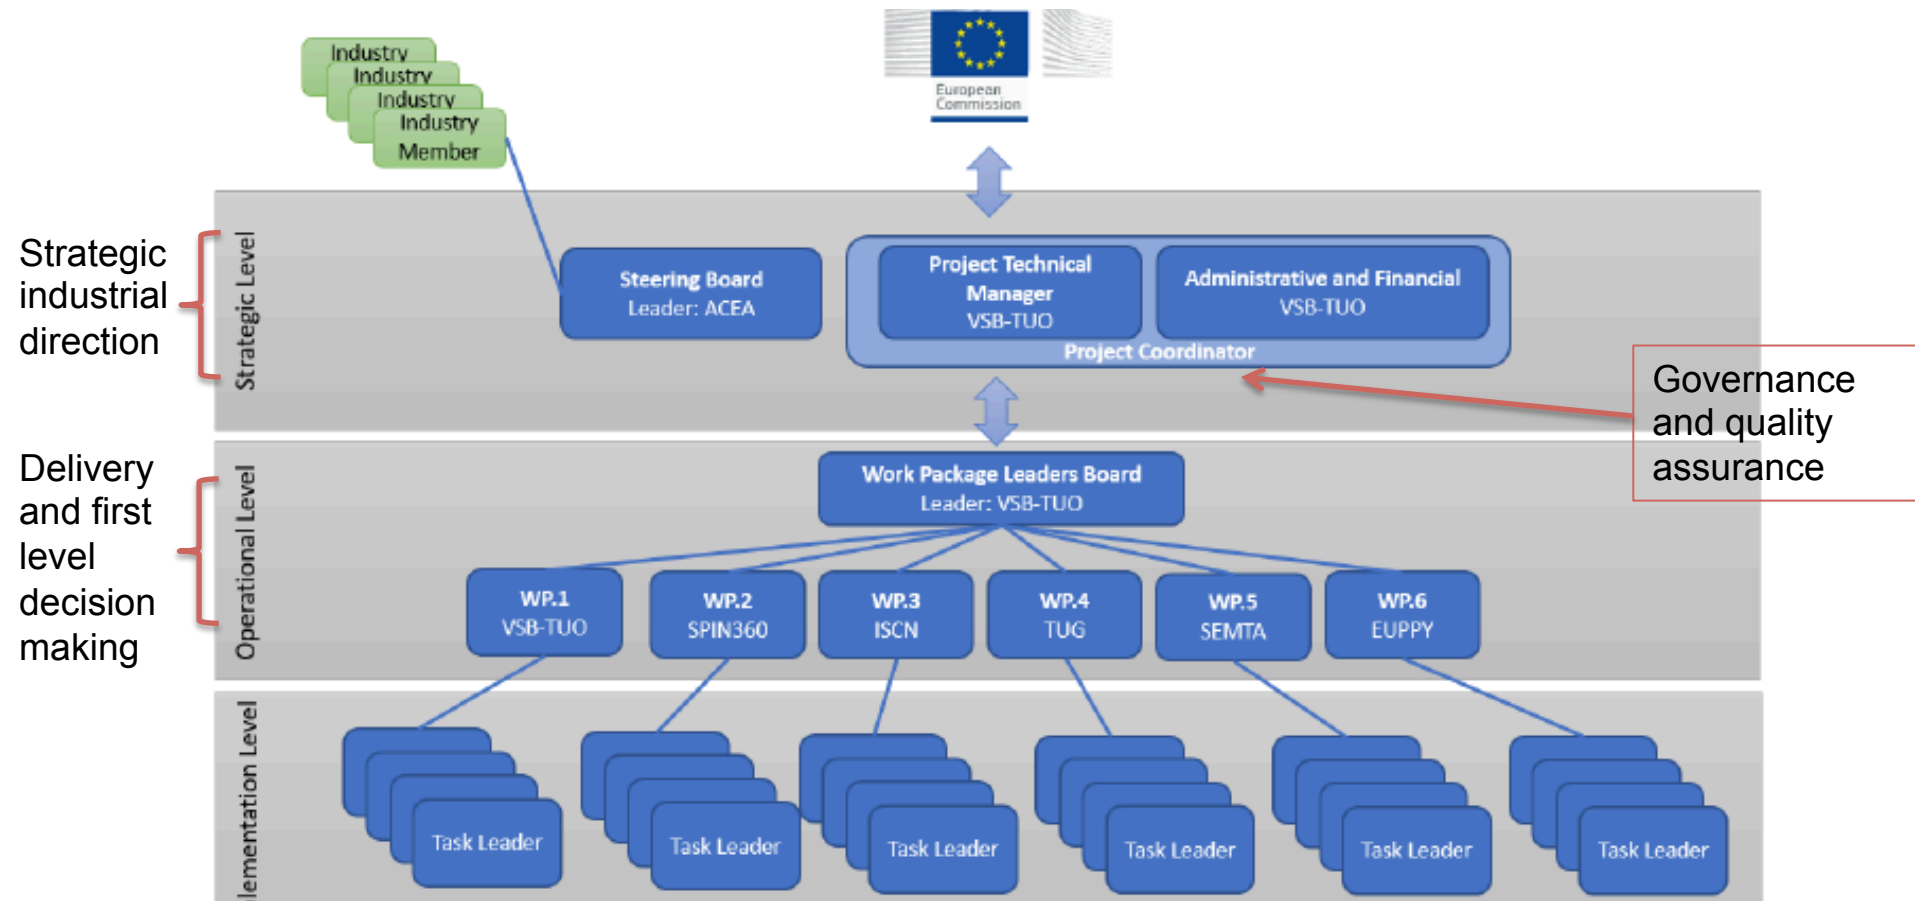 Industry
Industry
Industry
Industry
Member
European
Commission
Strategic
industrial
direction
Strategic Level
Steering Board
Leader: ACEA
Project Technical
Manager
VSB-TUO
Administrative and Financial
VSB-TUO
Project Coordinator
Governance
and quality
assurance
Delivery
and first
level
decision
making
Operational Level
Work Package Leaders Board
Leader: VSB-TUO
WP.1
VSB-TUO
WP.2
SPIN360
WP.3
ISCN
WP.4
TUG
WP.5
SEMTA
WP.6
EUPPY
lementation Level
Task Leader
Task Leader
Task Leader
Task Leader
Task Leader
Task Leader